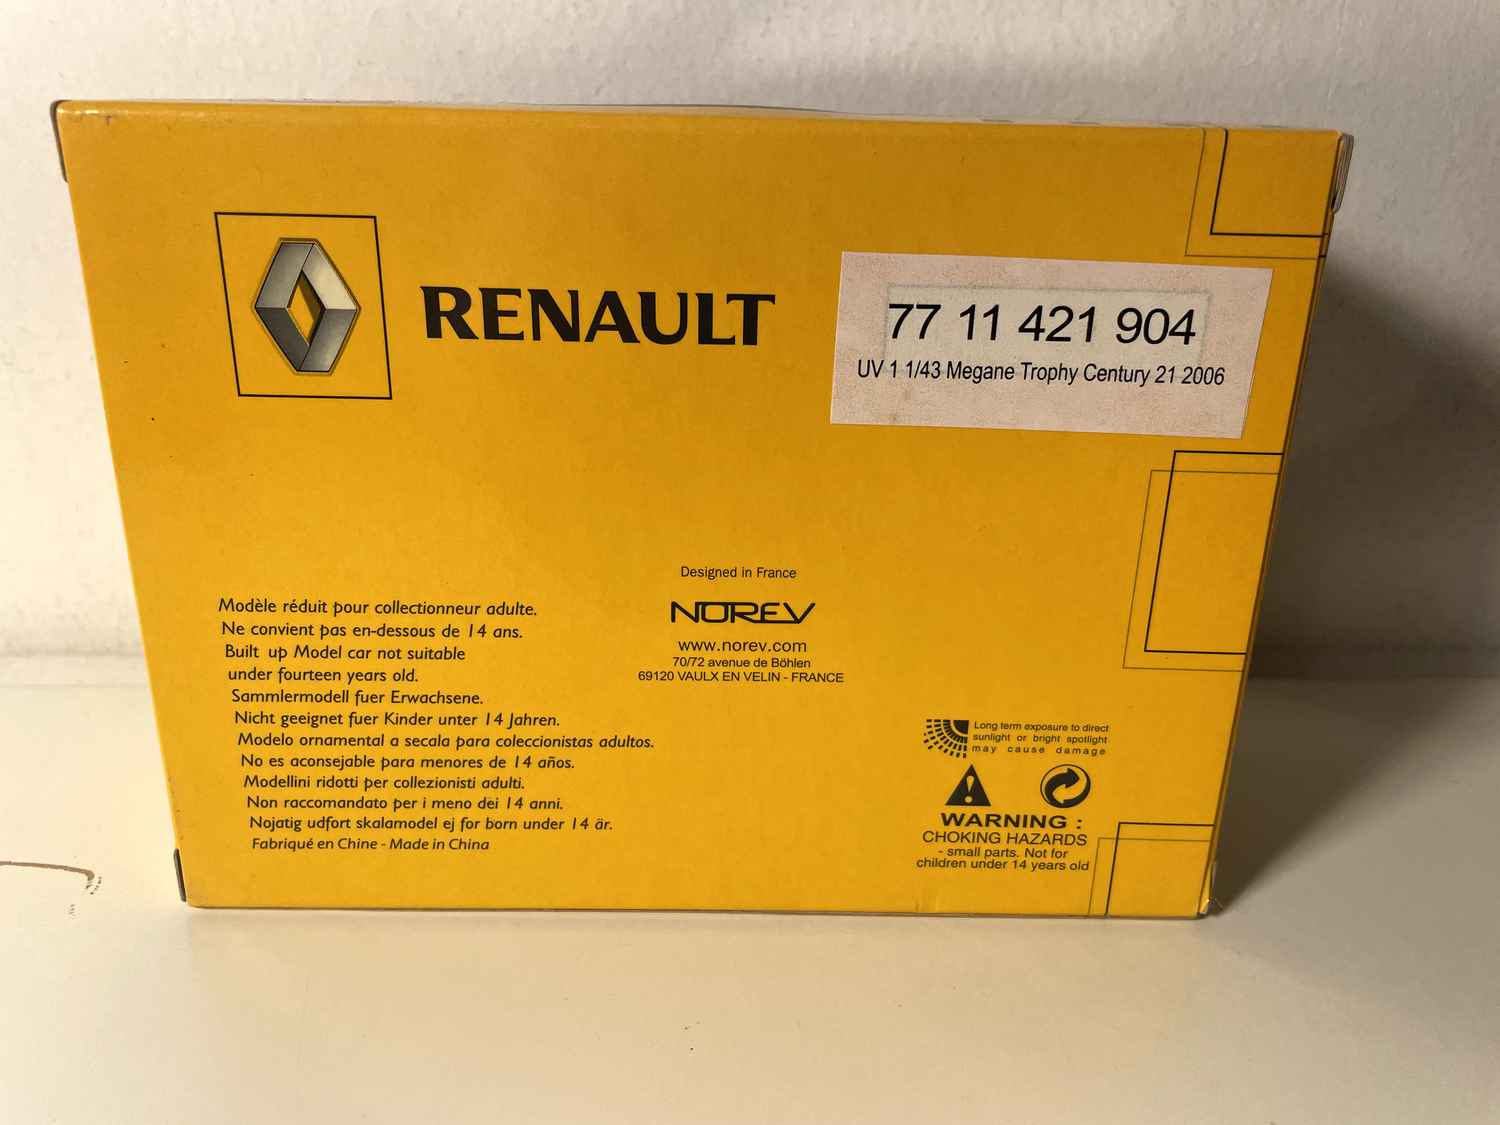 RENAULT
77 11 421 904
UV 1 1/43 Megane Trophy Century 21 2006
Designed in France
NOREV
www.norev.com
70/72 avenue de Böhlen
69120 VAULX EN VELIN - FRANCE
Modèle réduit pour collectionneur adulte.
Ne convient pas en-dessous de 14 ans.
Built up Model car not suitable
under fourteen years old.
Sammlermodell fuer Erwachsene.
Nicht geeignet fuer Kinder unter 14 Jahren.
Modelo ornamental a secala para coleccionistas adultos.
No es aconsejable para menores de 14 años.
Modellini ridotti per collezionisti adulti.
Non raccomandato per i meno dei 14 anni.
Nojatig udfort skalamodel ej for born under 14 är.
Fabriqué en Chine - Made in China
Long term exposure to direct
sunlight or bright spotlight
may cause damage
WARNING :
CHOKING HAZARDS
- small parts. Not for
children under 14 years old